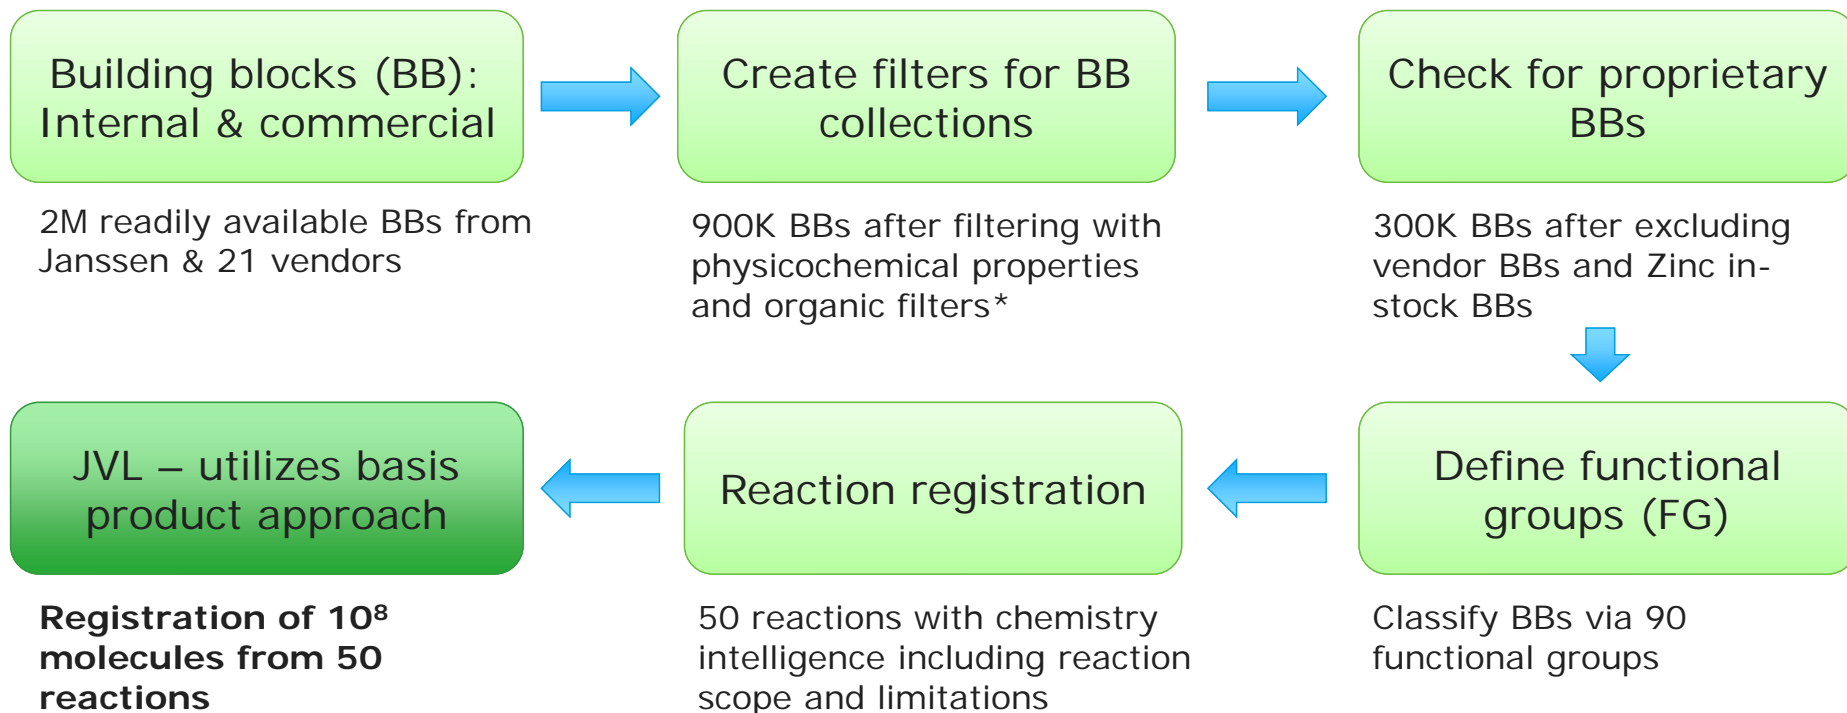 Building blocks (BB):
Internal & commercial
2M readily available BBs from
Janssen & 21 vendors
Create filters for BB
collections
900K BBs after filtering with
physicochemical properties
and organic filters*
Check for proprietary
BBs
300K BBs after excluding
vendor BBs and Zinc in-
stock BBs
Define functional
groups (FG)
Classify BBs via 90
functional groups
Reaction registration
50 reactions with chemistry
intelligence including reaction
scope and limitations
JVL – utilizes basis
product approach
Registration of 10⁸
molecules from 50
reactions